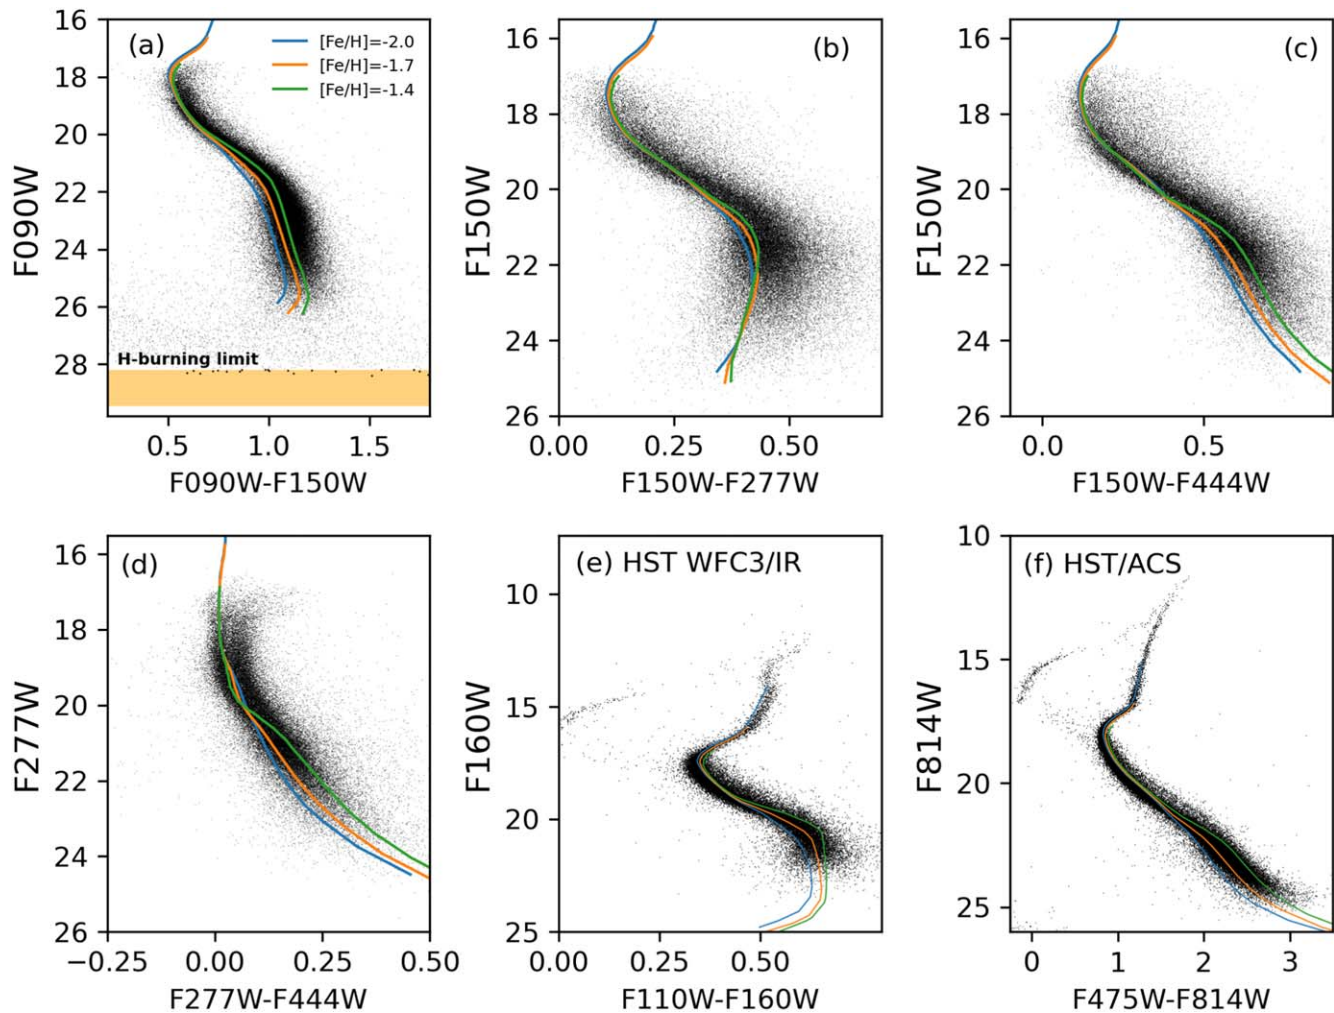 16
18
20
22
24
26
28
F090W
(a)
[Fe/H]=-2.0
[Fe/H]=-1.7
[Fe/H]=-1.4
H-burning limit
0.5 1.0 1.5
F090W-F150W
16
18
20
22
24
26
F150W
(b)
0.00 0.25 0.50
F150W-F277W
16
18
20
22
24
26
F150W
(c)
0.0 0.5
F150W-F444W
16
18
20
22
24
26
F277W
(d)
−0.25 0.00 0.25 0.50
F277W-F444W
10
15
20
25
F160W
(e) HST WFC3/IR
0.00 0.25 0.50
F110W-F160W
10
15
20
25
F814W
(f) HST/ACS
0 1 2 3
F475W-F814W